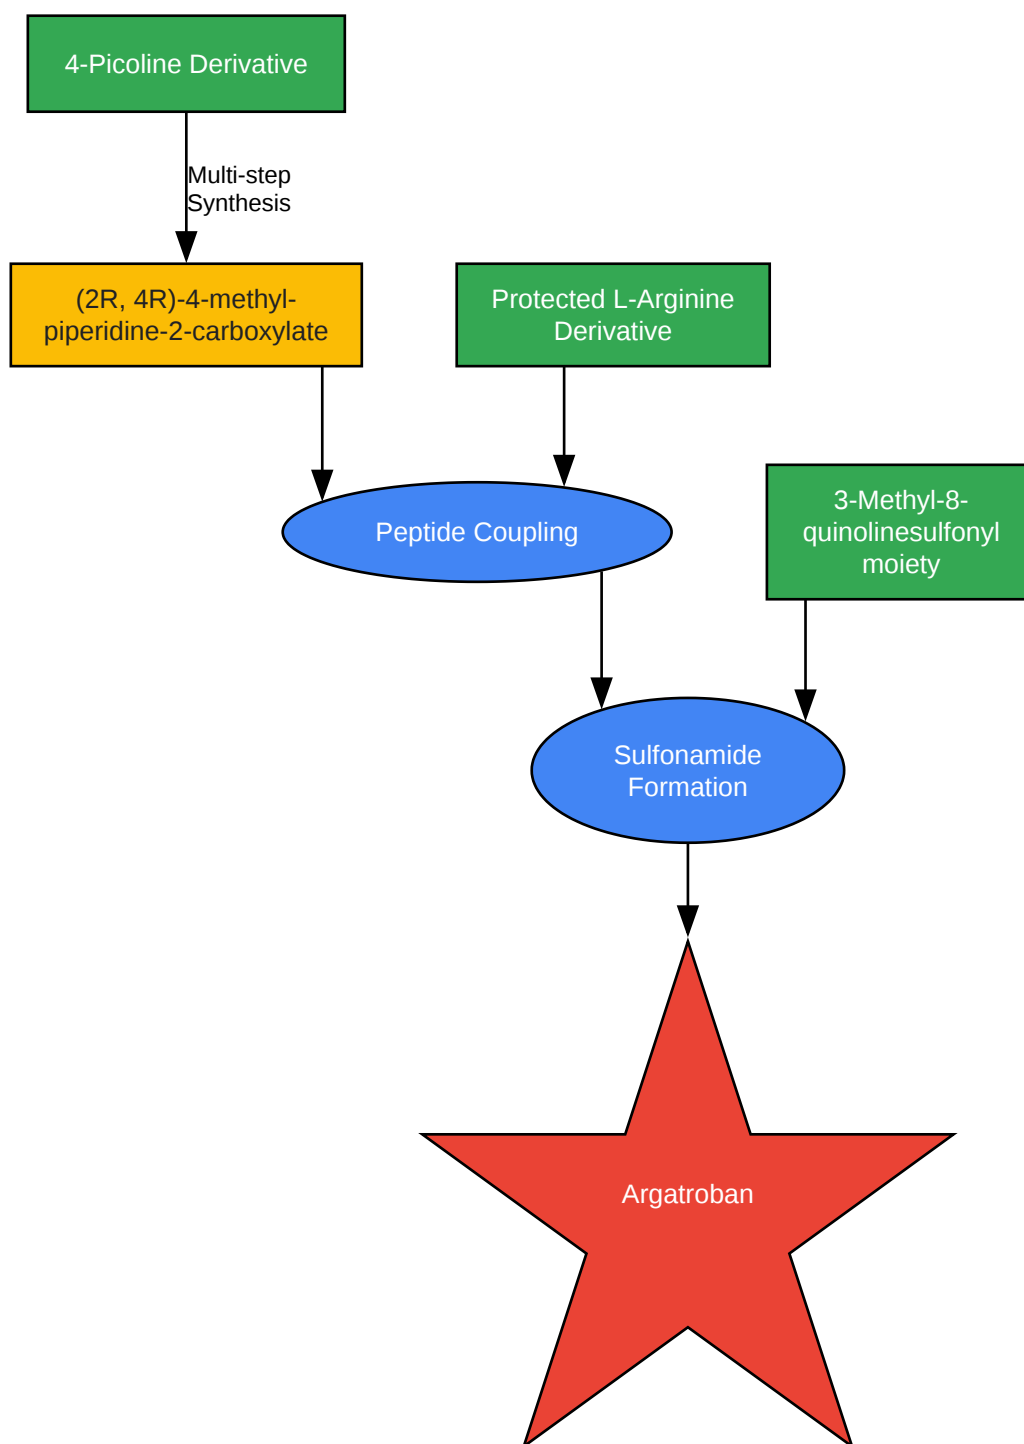 4-Picoline Derivative
Multi-step
Synthesis
(2R, 4R)-4-methyl-
piperidine-2-carboxylate
Protected L-Arginine
Derivative
Peptide Coupling
3-Methyl-8-
quinolinesulfonyl
moiety
Sulfonamide
Formation
Argatroban